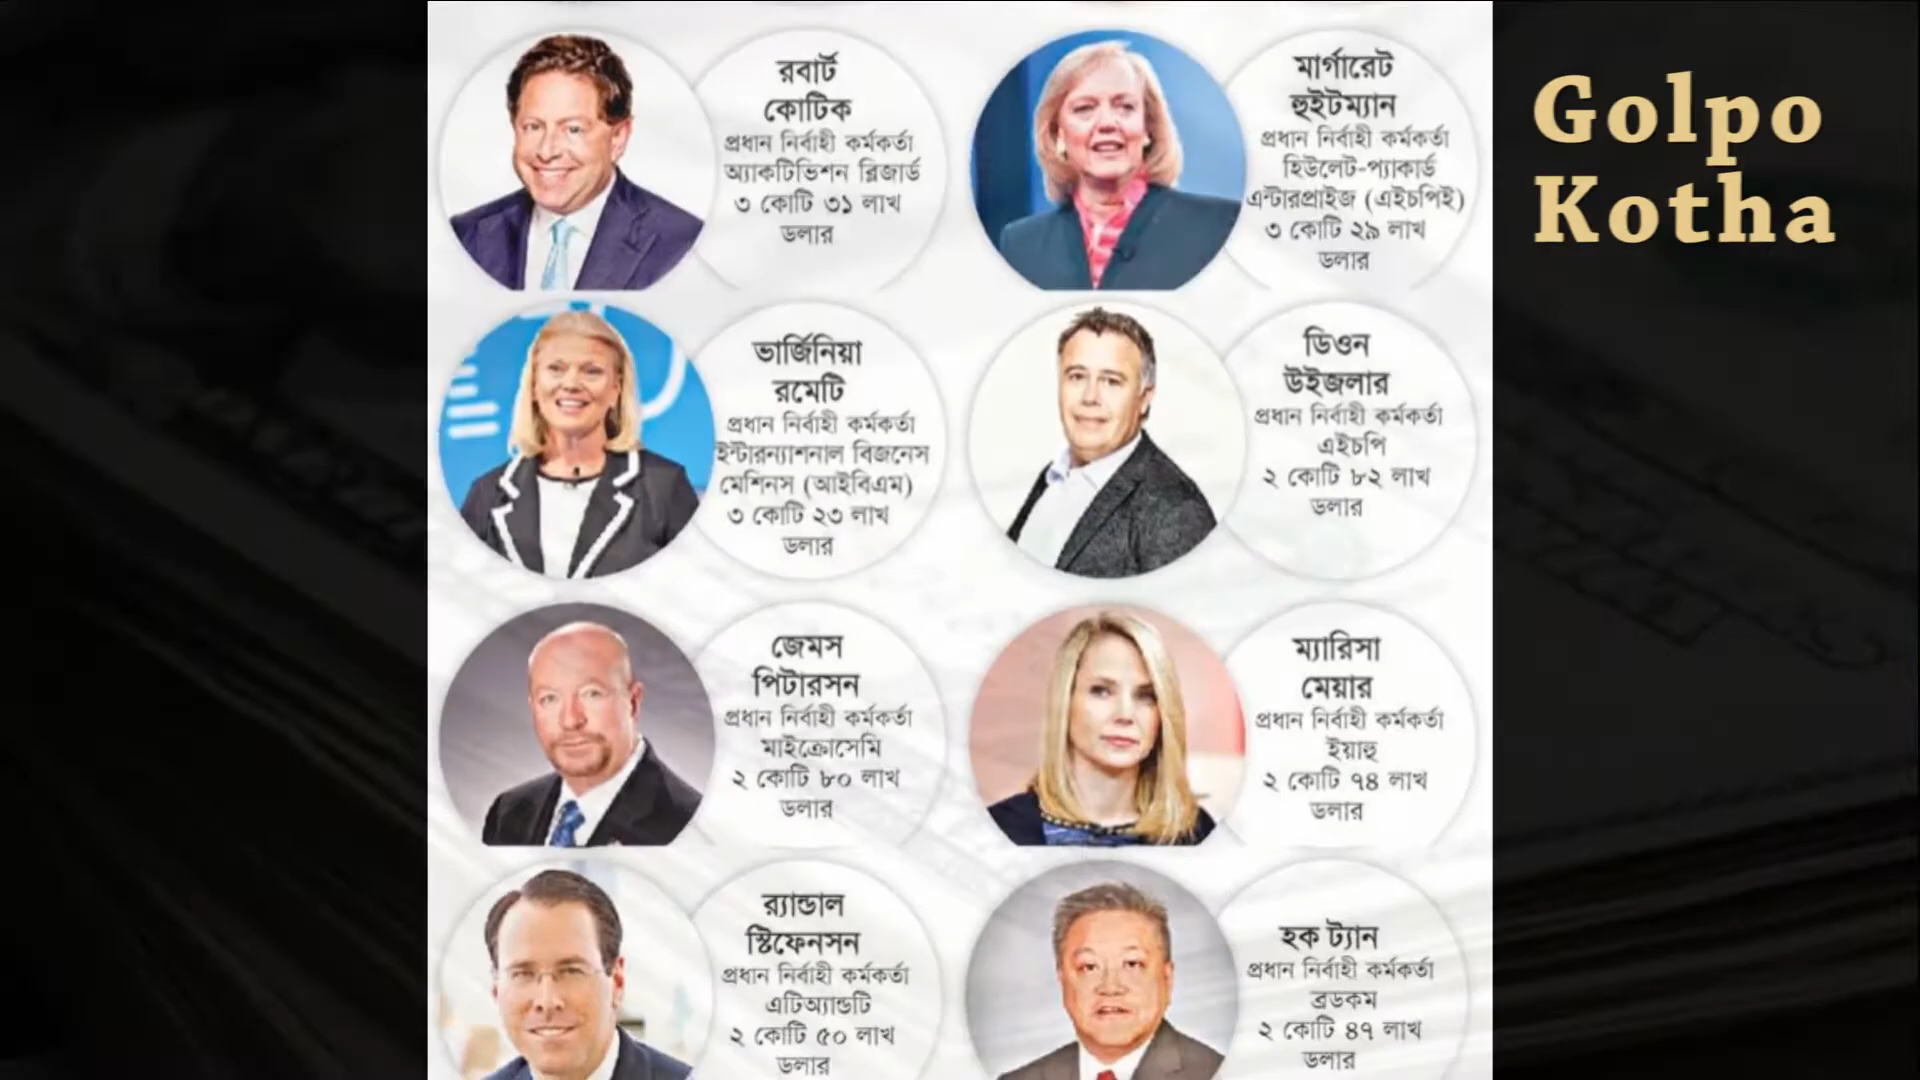 রবার্ট
কোটিক
প্রধান নির্বাহী কর্মকর্তা
অ্যাকটিভিশন ব্লিজার্ড
৩ কোটি ৩১ লাখ
ডলার
মার্গারেট
হুইটম্যান
প্রধান নির্বাহী কর্মকর্তা
হিউলেট-প্যাকার্ড
এন্টারপ্রাইজ (এইচপিই)
৩ কোটি ২৯ লাখ
ডলার
ভার্জিনিয়া
রমেটি
প্রধান নির্বাহী কর্মকর্তা
ইন্টারন্যাশনাল বিজনেস
মেশিনস (আইবিএম)
৩ কোটি ২৩ লাখ
ডলার
ডিওন
উইজলার
প্রধান নির্বাহী কর্মকর্তা
এইচপি
২ কোটি ৮২ লাখ
ডলার
জেমস
পিটারসন
প্রধান নির্বাহী কর্মকর্তা
মাইক্রোসেমি
২ কোটি ৮০ লাখ
ডলার
ম্যারিসা
মেয়ার
প্রধান নির্বাহী কর্মকর্তা
ইয়াহু
২ কোটি ৭৪ লাখ
ডলার
র‍্যান্ডাল
স্টিফেনসন
প্রধান নির্বাহী কর্মকর্তা
এটিঅ্যান্ডটি
২ কোটি ৫০ লাখ
ডলার
হক ট্যান
প্রধান নির্বাহী কর্মকর্তা
ব্রডকম
২ কোটি ৪৭ লাখ
ডলার
Golpo
Kotha